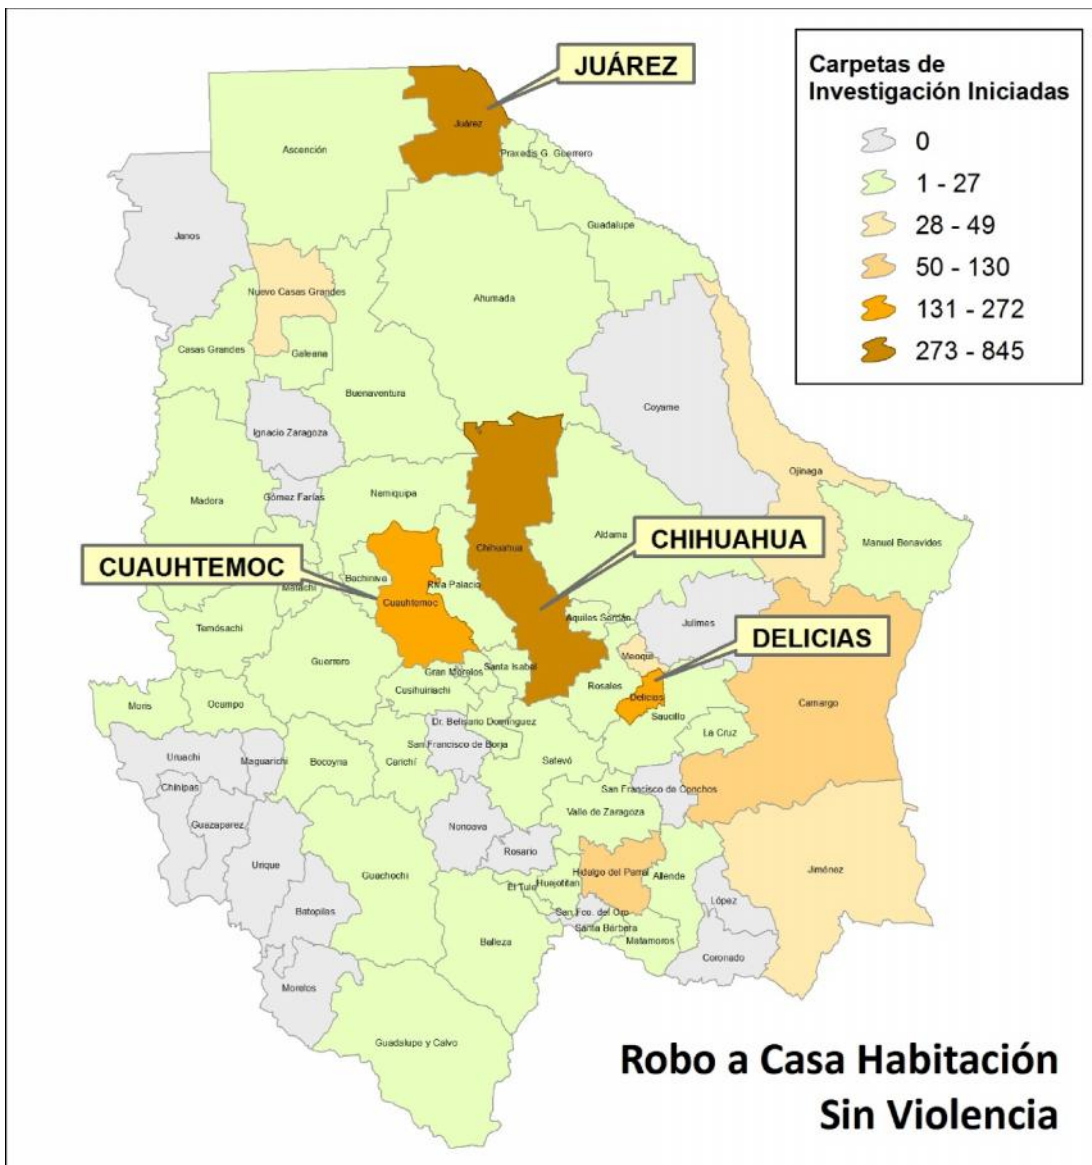 JUÁREZ
Carpetas de
Investigación Iniciadas
0
1 - 27
28 - 49
50 - 130
131 - 272
273 - 845
Juárez
Ascención
Praxedis G. Guerrero
Guadalupe
Janos
Nuevo Casas Grandes
Ahumada
Casas Grandes
Galeana
Buenaventura
Coyame
Ignacio Zaragoza
Ojinaga
Madera
Gómez Farías
Namiquipa
Aldama
Manuel Benavides
CHIHUAHUA
Chihuahua
CUAUHTEMOC
Bachiniva
Riva Palacio
Matachi
Cuauhtemoc
Temósachi
Aquiles Serdán
Julimes
DELICIAS
Guerrero
Meoqui
Gran Morelos
Santa Isabel
Cusihuiriachi
Rosales
Delicias
Camargo
Moris
Ocumpo
Saucillo
Dr. Belisario Domínguez
La Cruz
San Francisco de Borja
Uruachi
Maguarichi
Bocoyna
Carichí
Satevó
Chinipas
San Francisco de Conchos
Valle de Zaragoza
Guazaparez
Nonoava
Rosario
Urique
Guachochi
Hidalgo del Parral
Jiménez
Huejotitan
Allende
El Tule
López
Batopilas
San Fco. del Oro
Santa Bárbara
Balleza
Matamoros
Coronado
Morelos
Guadalupe y Calvo
Robo a Casa Habitación
Sin Violencia